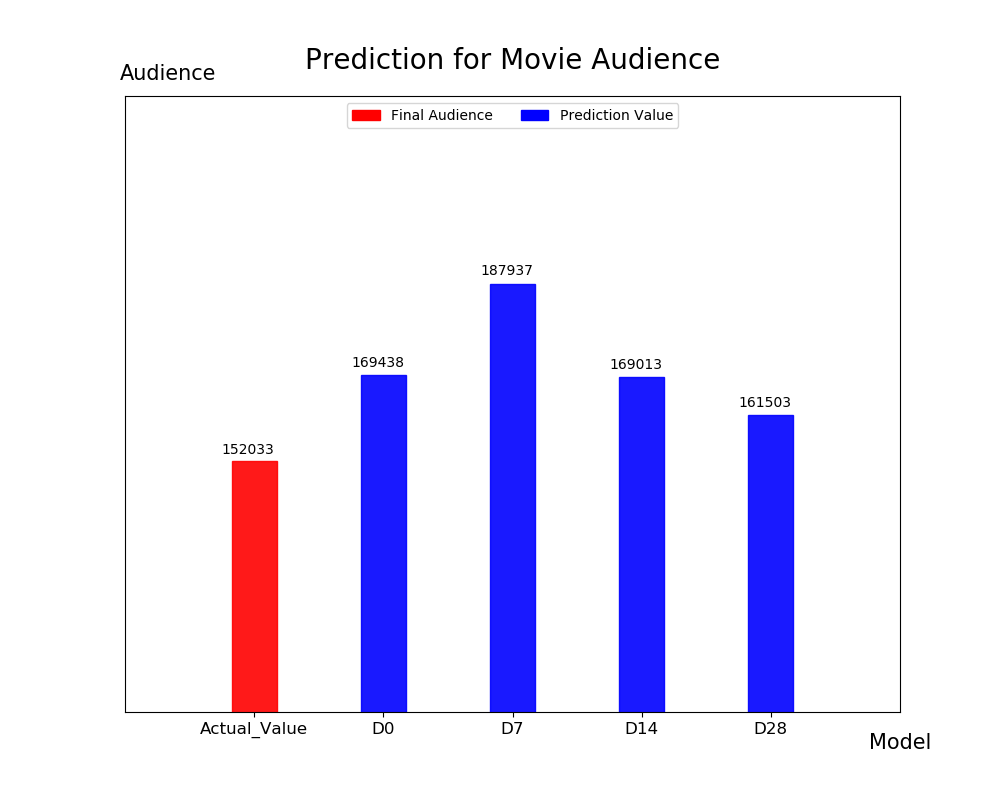 Prediction for Movie Audience
Audience
Final Audience Prediction Value
187937
169438
169013
161503
152033
Actual_Value D0 D7 D14 D28
Model